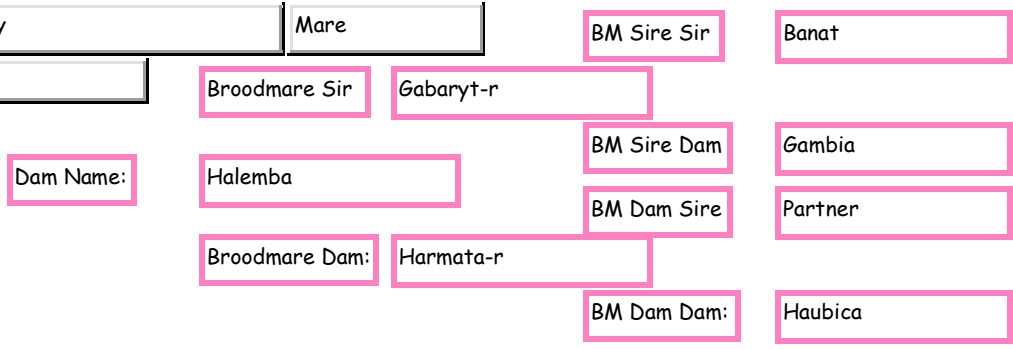 Mare
BM Sire Sir Banat
Broodmare Sir Gabaryt-r
BM Sire Dam Gambia
Dam Name: Halemba
BM Dam Sire Partner
Broodmare Dam: Harmata-r
BM Dam Dam: Haubica